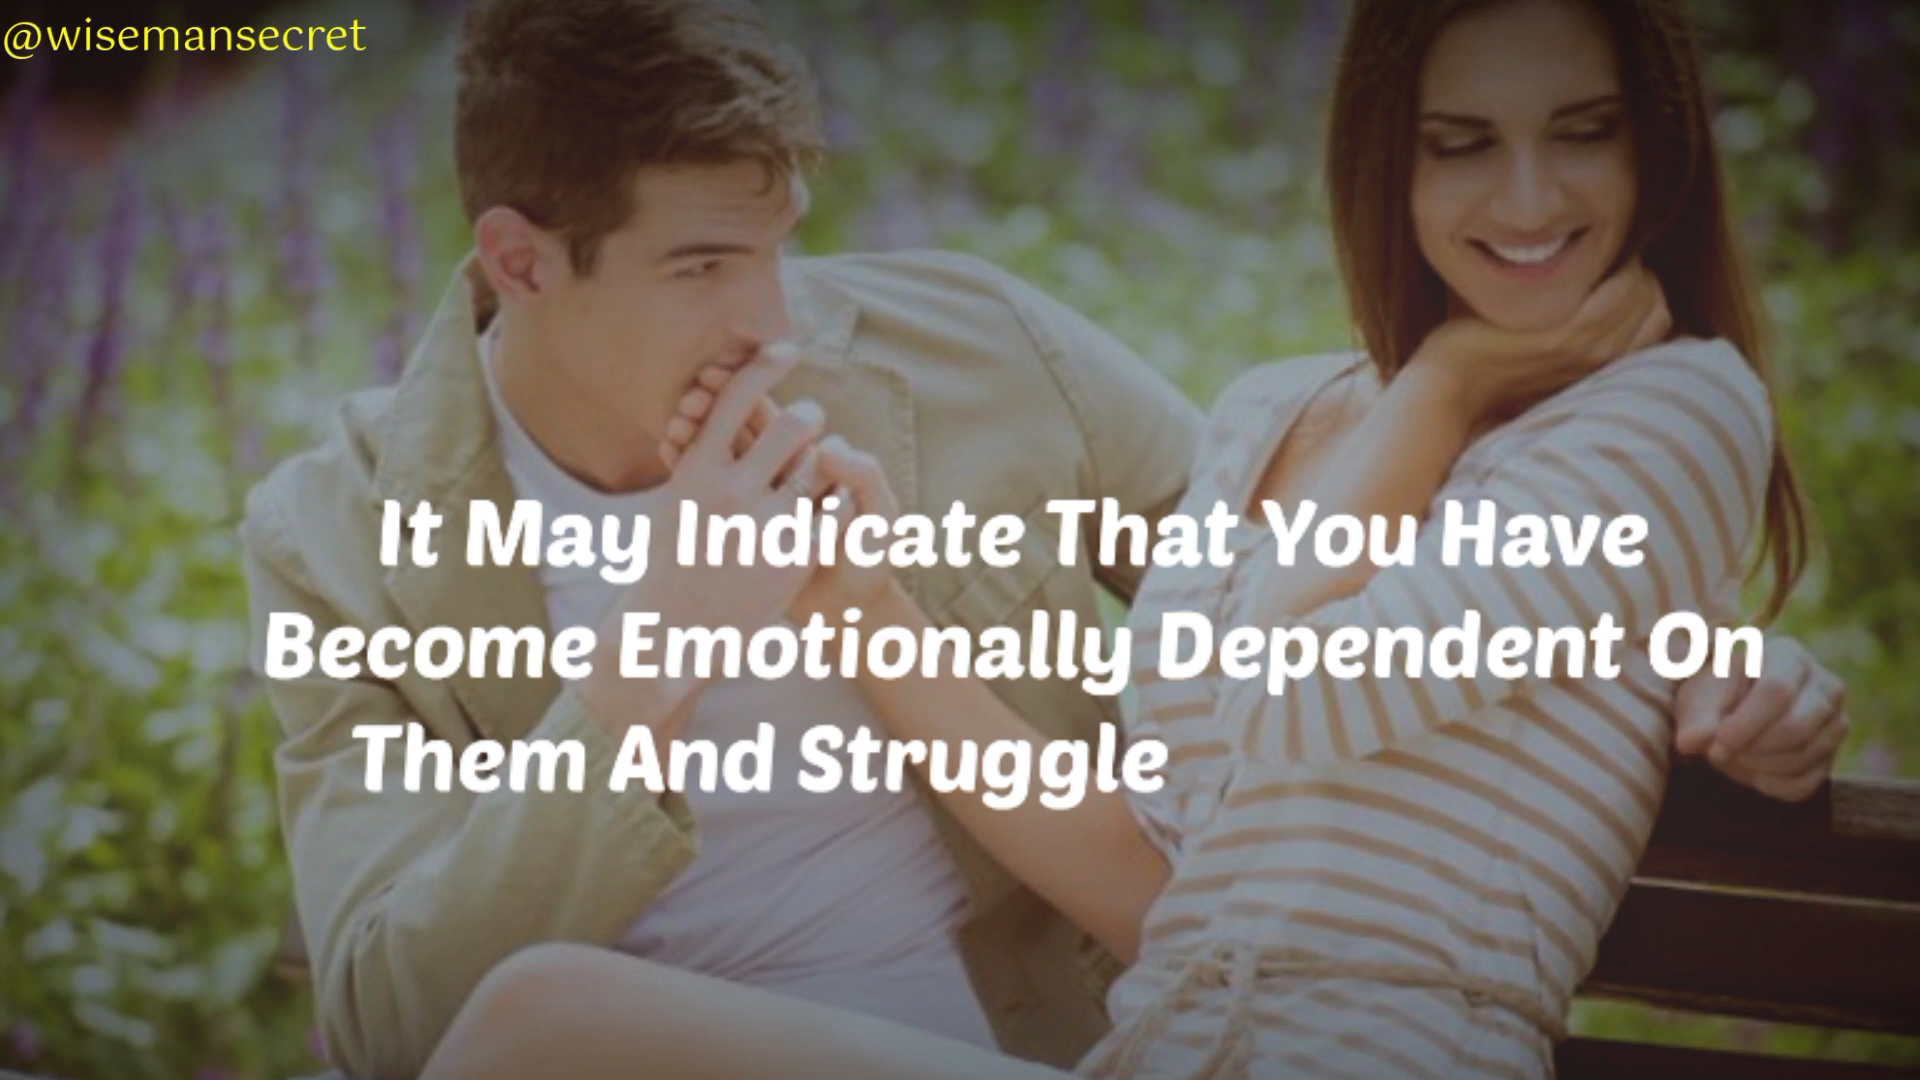 @wisemansecret
It May Indicate That You Have
Become Emotionally Dependent On
Them And Struggle